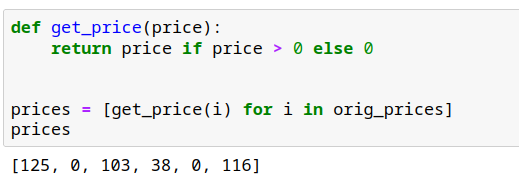 def get_price(price):
    return price if price > 0 else 0
prices = [get_price(i) for i in orig_prices]
prices
[125, 0, 103, 38, 0, 116]